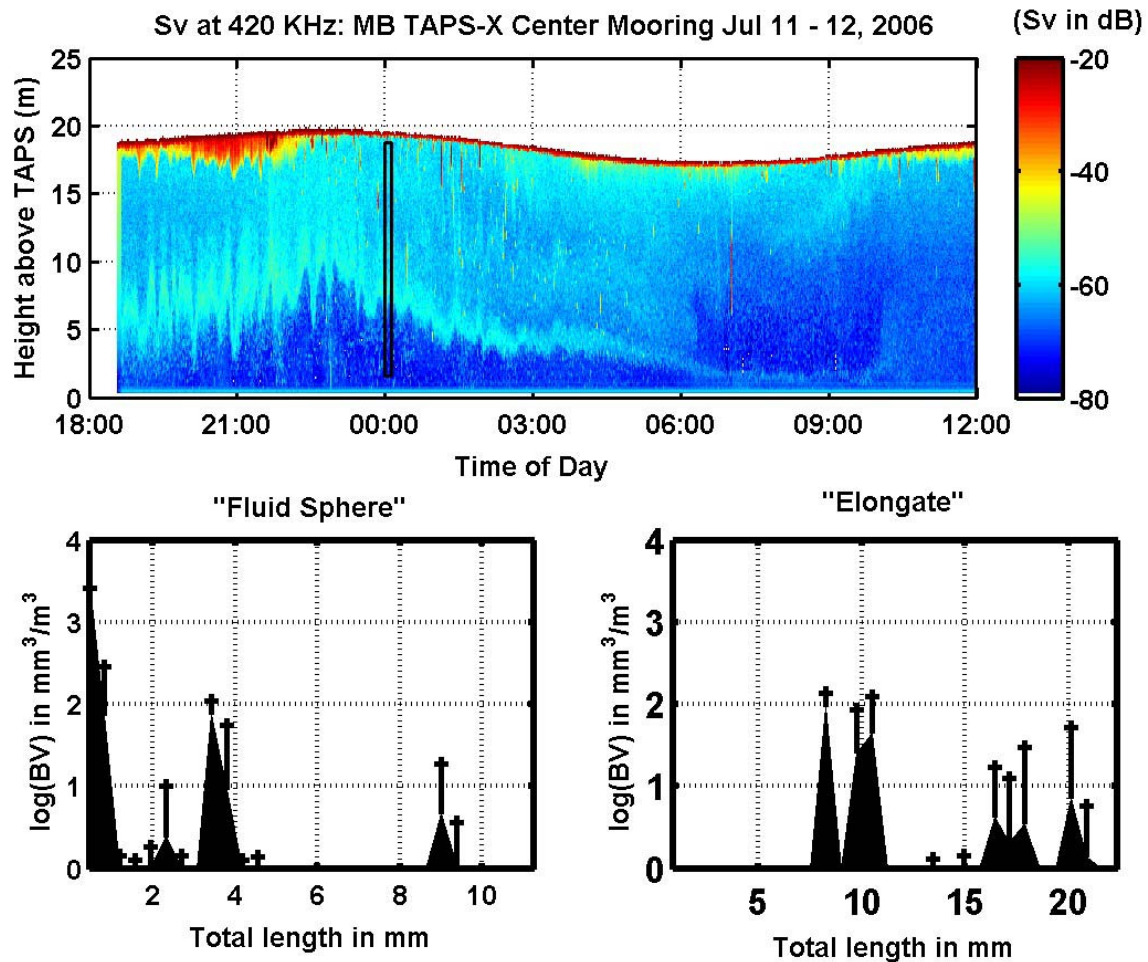 Sv at 420 KHz: MB TAPS-X Center Mooring Jul 11 - 12, 2006
(Sv in dB)
Height above TAPS (m)
25
20
15
10
5
0
18:00 21:00 00:00 03:00 06:00 09:00 12:00
Time of Day
-20
-40
-60
-80
"Fluid Sphere"
log(BV) in mm³/m³
4
3
2
1
0
2 4 6 8 10
Total length in mm
"Elongate"
log(BV) in mm³/m³
4
3
2
1
0
5 10 15 20
Total length in mm